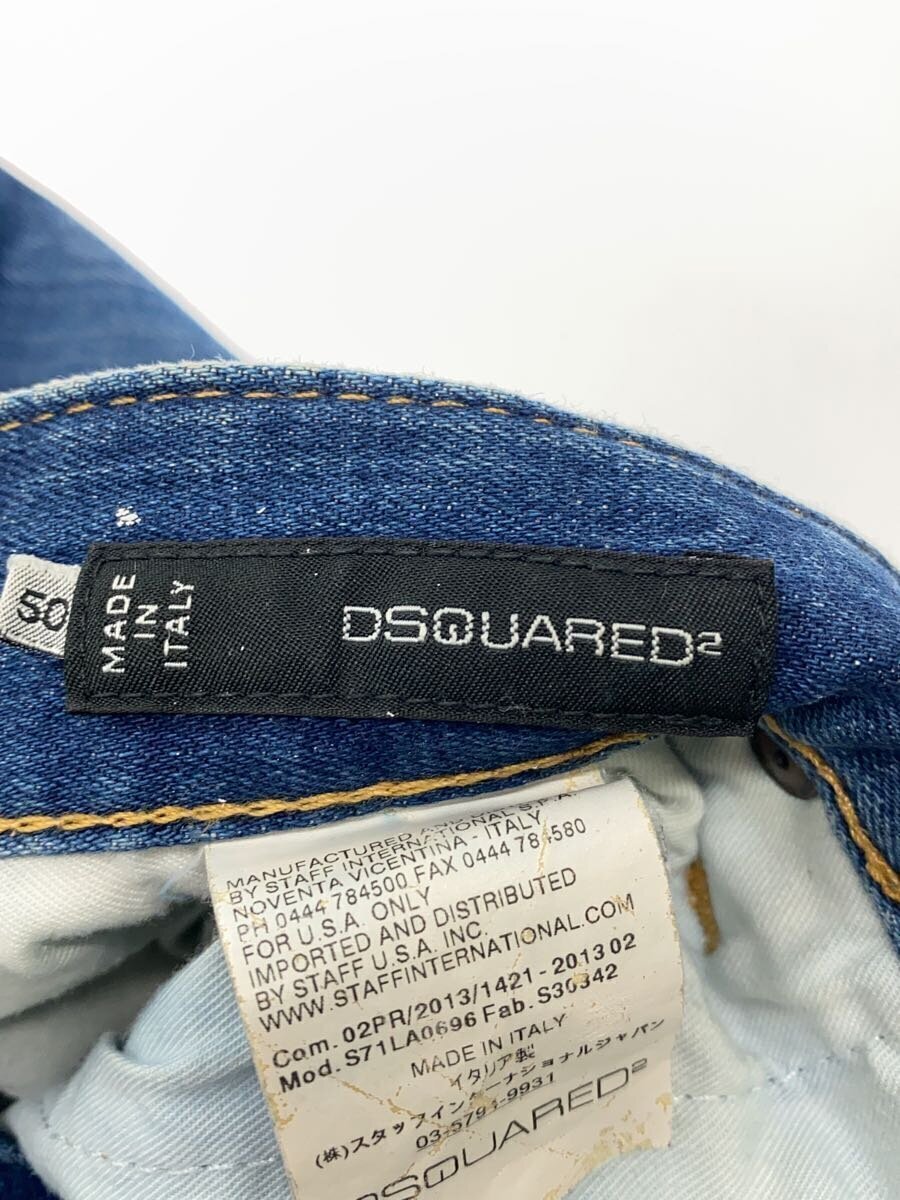 50
MADE
IN
ITALY
DSQUARED2
MANUFACTURED AND
BY STAFF INTERNATIONAL S.P.A.
NOVENTA VICENTINA - ITALY
PH 0444 784500 FAX 0444 784580
FOR U.S.A. ONLY
IMPORTED AND DISTRIBUTED
BY STAFF U.S.A. INC.
WWW.STAFFINTERNATIONAL.COM
Com. 02PR/2013/1421 - 2013 02
Mod. S71LA0696 Fab. S30342
MADE IN ITALY
イタリア製
(株)スタッフインターナショナルジャパン
03-5791-9931
DSQUARED2